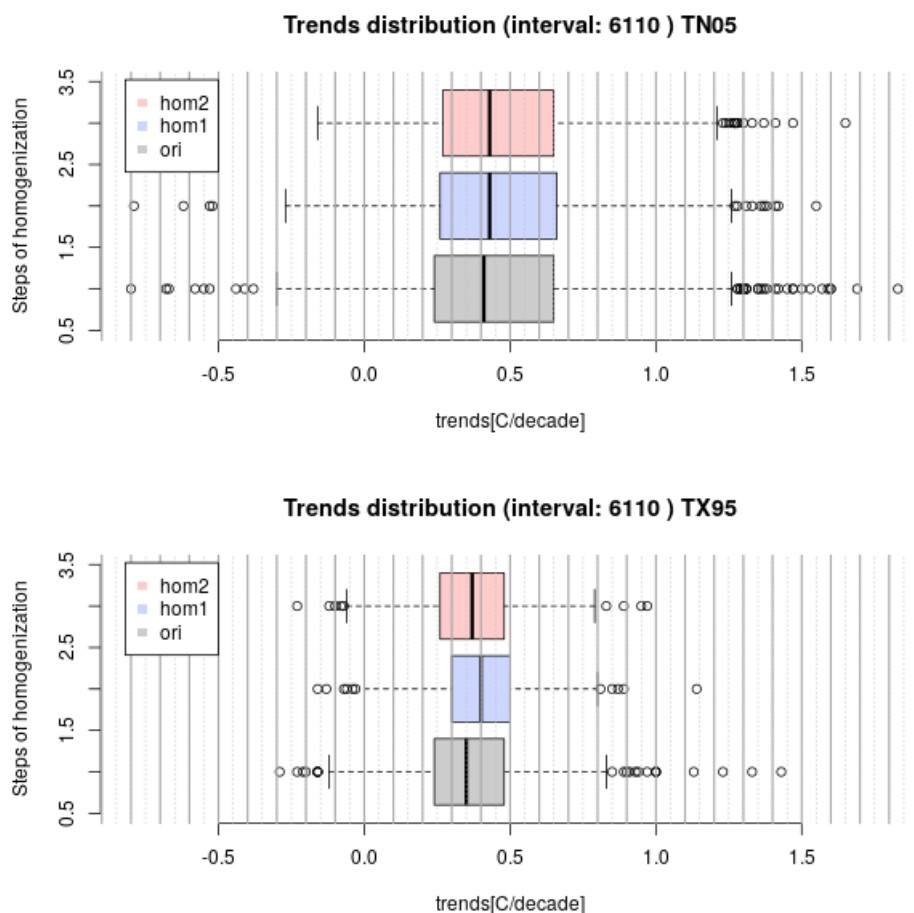 Trends distribution (interval: 6110 ) TN05
Steps of homogenization
3.5
2.5
1.5
0.5
hom2
hom1
ori
-0.5 0.0 0.5 1.0 1.5
trends[C/decade]
Trends distribution (interval: 6110 ) TX95
Steps of homogenization
3.5
2.5
1.5
0.5
hom2
hom1
ori
-0.5 0.0 0.5 1.0 1.5
trends[C/decade]